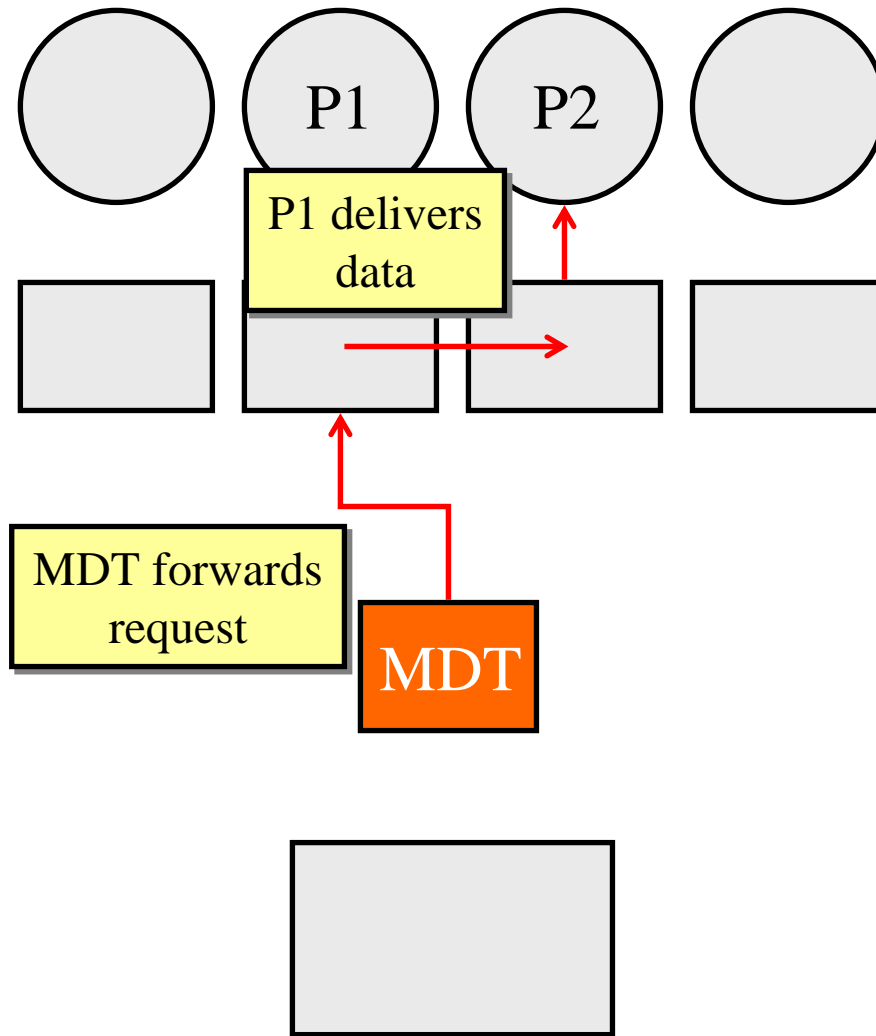 P1
P2
P1 delivers
data
MDT forwards
request
MDT